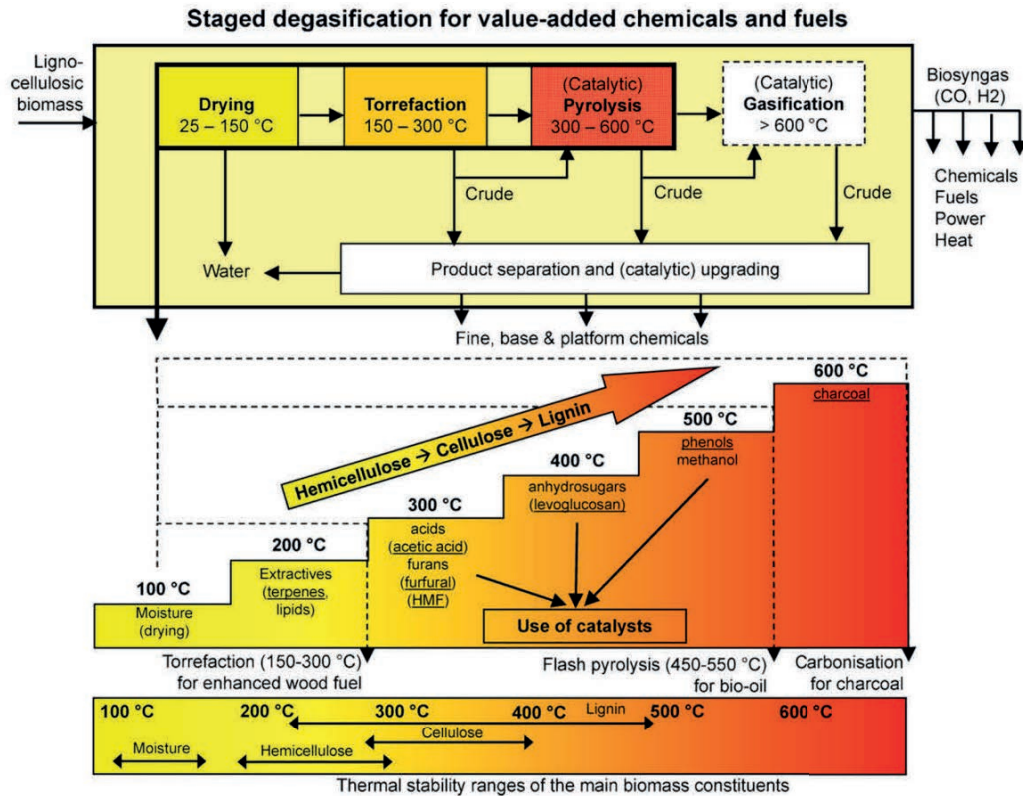 Staged degasification for value-added chemicals and fuels
Ligno-
cellulosic
biomass
Drying
25 – 150 °C
Torrefaction
150 – 300 °C
(Catalytic)
Pyrolysis
300 – 600 °C
(Catalytic)
Gasification
> 600 °C
Biosyngas
(CO, H2)
Chemicals
Fuels
Power
Heat
Crude
Crude
Crude
Water
Product separation and (catalytic) upgrading
Fine, base & platform chemicals
Hemicellulose → Cellulose → Lignin
100 °C
Moisture
(drying)
200 °C
Extractives
(terpenes,
lipids)
300 °C
acids
(acetic acid)
furans
(furfural)
(HMF)
400 °C
anhydrosugars
(levoglucosan)
500 °C
phenols
methanol
600 °C
charcoal
Use of catalysts
Torrefaction (150-300 °C)
for enhanced wood fuel
Flash pyrolysis (450-550 °C)
for bio-oil
Carbonisation
for charcoal
100 °C 200 °C 300 °C 400 °C Lignin 500 °C 600 °C
Cellulose
Moisture Hemicellulose
Thermal stability ranges of the main biomass constituents